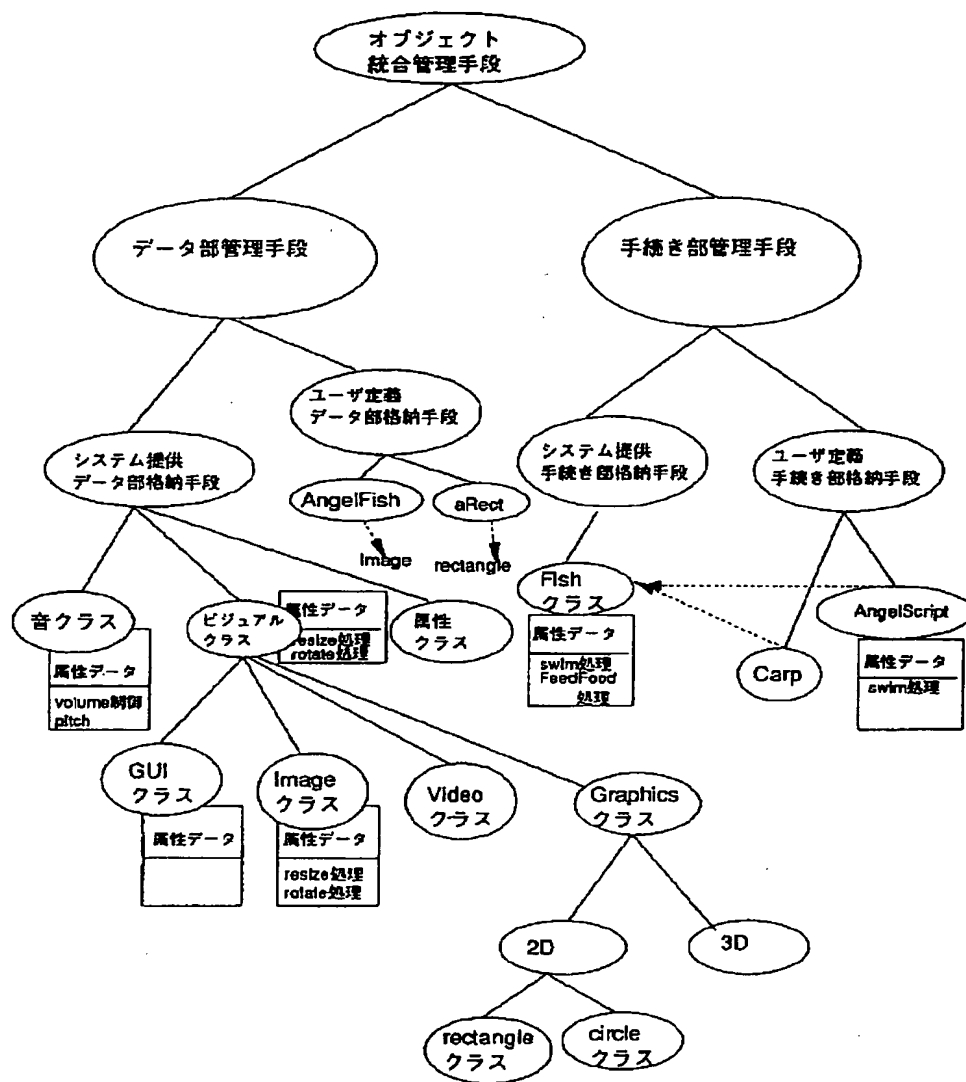 オブジェクト
統合管理手段
データ部管理手段
手続き部管理手段
ユーザ定義
データ部格納手段
システム提供
データ部格納手段
システム提供
手続き部格納手段
ユーザ定義
手続き部格納手段
AngelFish
aRect
Image
rectangle
音クラス
属性データ
volume制御
pitch
ビジュアル
クラス
属性データ
resize処理
rotate処理
属性
クラス
Fish
クラス
属性データ
swim処理
FeedFood
処理
Carp
AngelScript
属性データ
swim処理
GUI
クラス
属性データ
Image
クラス
属性データ
resize処理
rotate処理
Video
クラス
Graphics
クラス
2D
3D
rectangle
クラス
circle
クラス